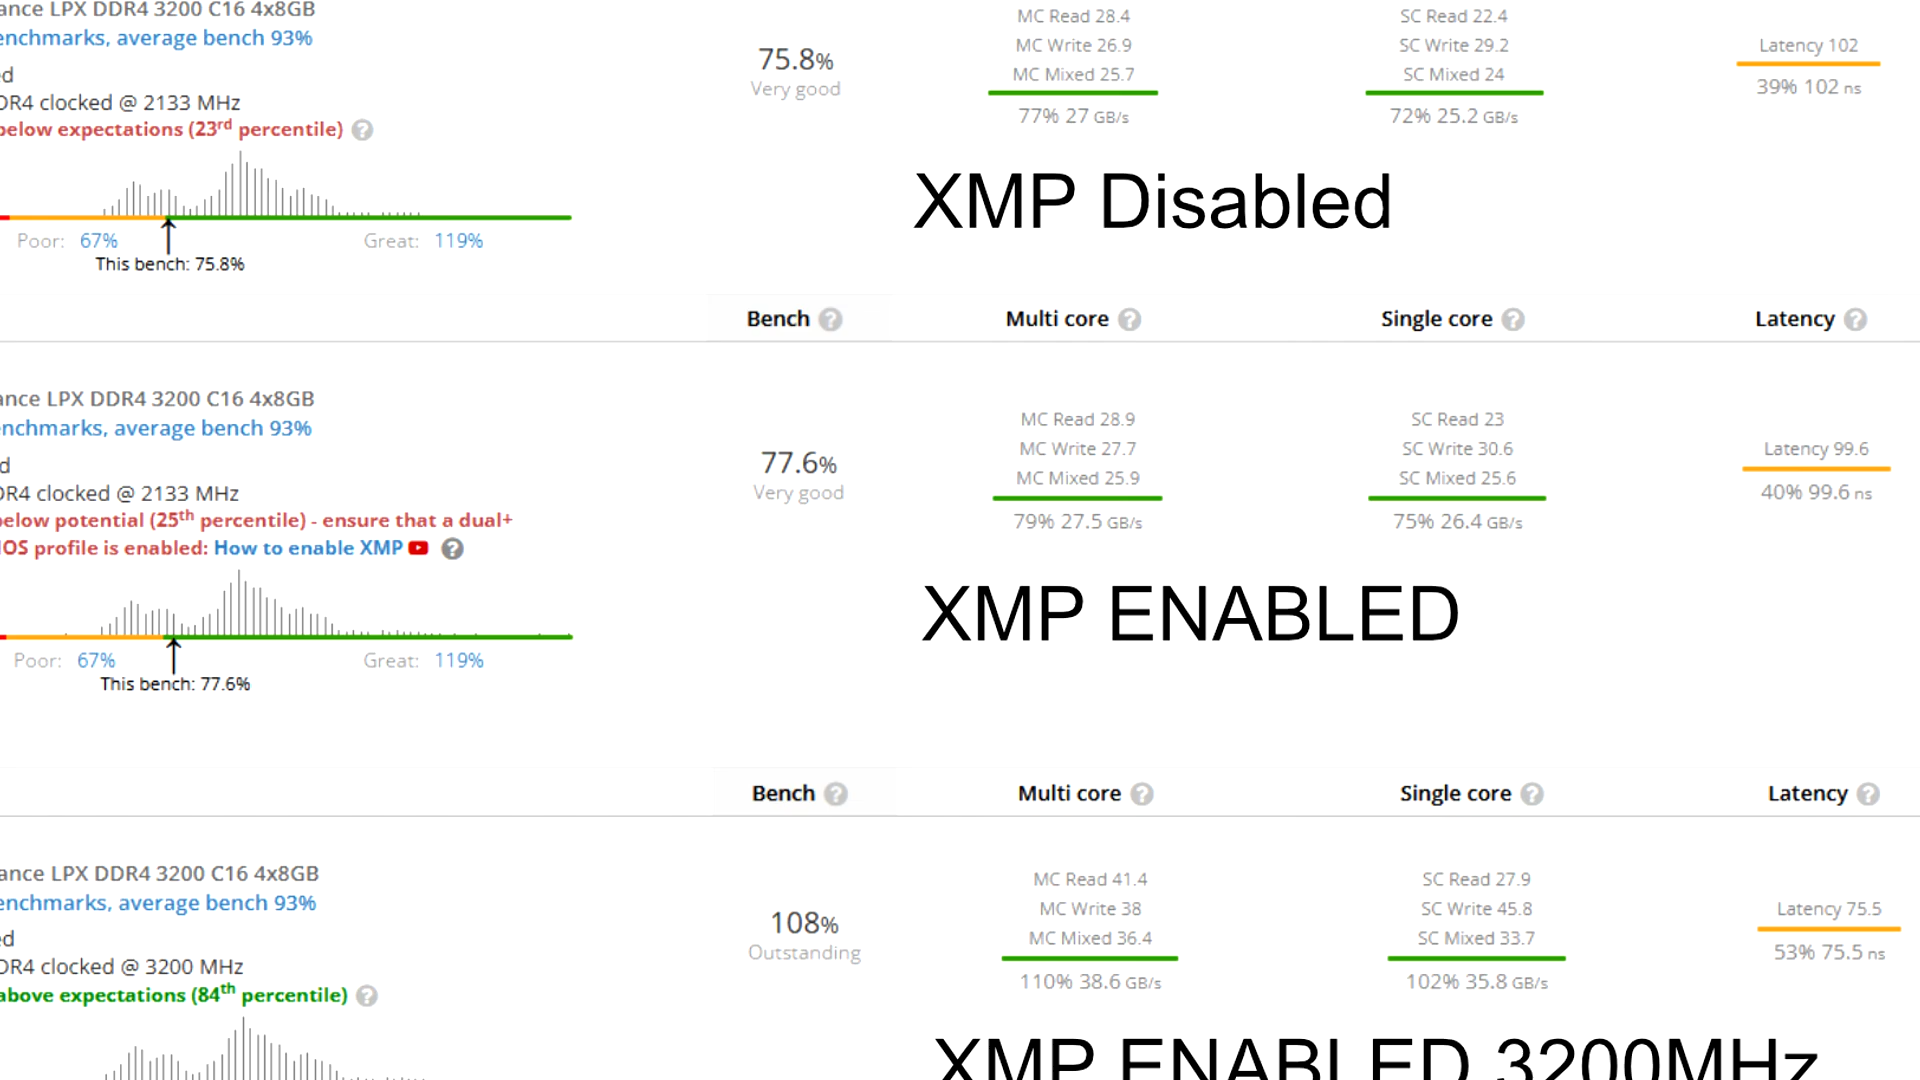 ance LPX DDR4 3200 C16 4x8GB
enchmarks, average bench 93%
ed
DR4 clocked @ 2133 MHz
below expectations (23rd percentile)
Poor: 67%
Great: 119%
This bench: 75.8%
75.8%
Very good
MC Read 28.4
MC Write 26.9
MC Mixed 25.7
77% 27 GB/s
SC Read 22.4
SC Write 29.2
SC Mixed 24
72% 25.2 GB/s
Latency 102
39% 102 ns
XMP Disabled
Bench
Multi core
Single core
Latency
ance LPX DDR4 3200 C16 4x8GB
enchmarks, average bench 93%
d
DR4 clocked @ 2133 MHz
below potential (25th percentile) - ensure that a dual+
IOS profile is enabled: How to enable XMP
Poor: 67%
Great: 119%
This bench: 77.6%
77.6%
Very good
MC Read 28.9
MC Write 27.7
MC Mixed 25.9
79% 27.5 GB/s
SC Read 23
SC Write 30.6
SC Mixed 25.6
75% 26.4 GB/s
Latency 99.6
40% 99.6 ns
XMP ENABLED
Bench
Multi core
Single core
Latency
ance LPX DDR4 3200 C16 4x8GB
enchmarks, average bench 93%
ed
DR4 clocked @ 3200 MHz
above expectations (84th percentile)
108%
Outstanding
MC Read 41.4
MC Write 38
MC Mixed 36.4
110% 38.6 GB/s
SC Read 27.9
SC Write 45.8
SC Mixed 33.7
102% 35.8 GB/s
Latency 75.5
53% 75.5 ns
XMP ENABLED 3200MHz